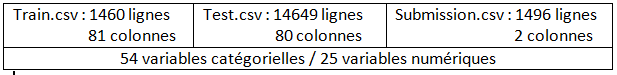 Train.csv : 1460 lignes
81 colonnes
Test.csv : 14649 lignes
80 colonnes
Submission.csv : 1496 lignes
2 colonnes
54 variables catégorielles / 25 variables numériques